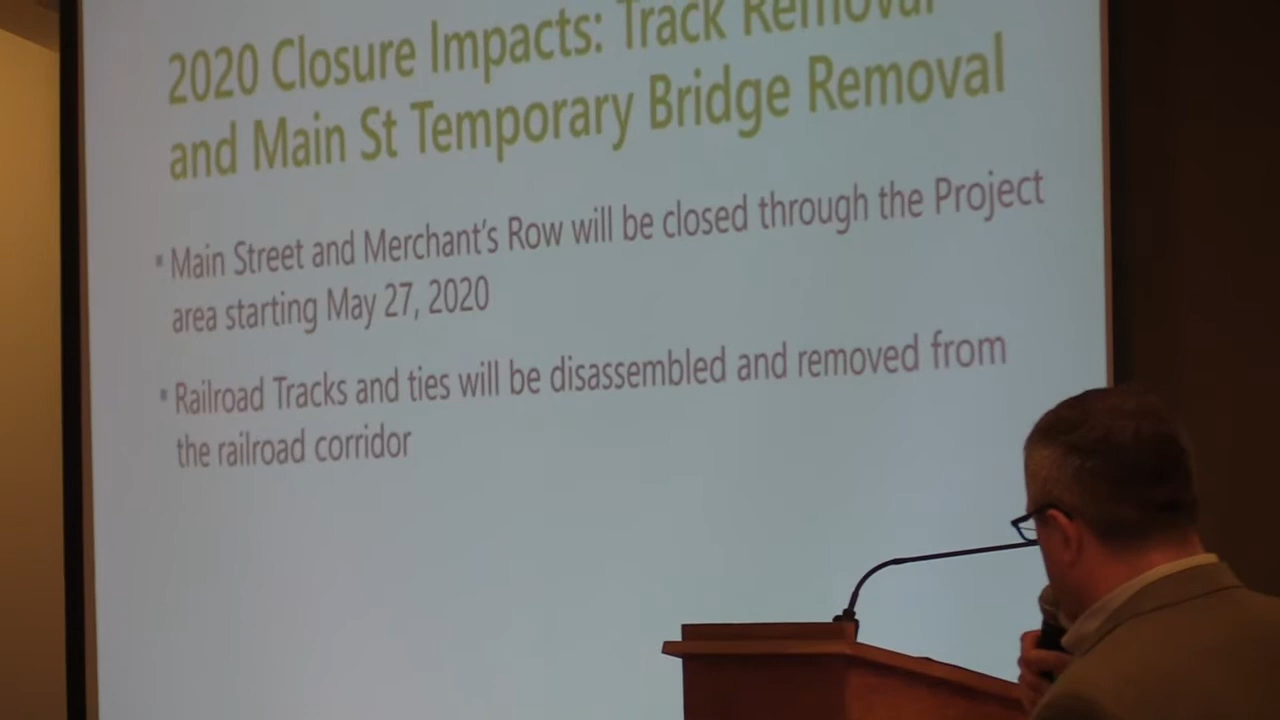 2020 Closure Impacts: Track Removal
and Main St Temporary Bridge Removal
▪ Main Street and Merchant's Row will be closed through the Project
area starting May 27, 2020
▪ Railroad Tracks and ties will be disassembled and removed from
the railroad corridor